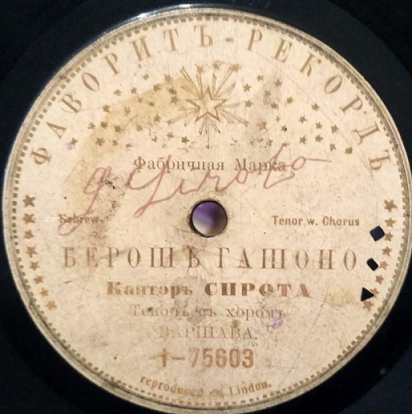 ФАВОРИТЪ-РЕКОРДЪ
Фабричная Марка
Hebrew. Tenor w. Chorus
БЕРОШЪ ГАШОНО
Канторъ СИРОТА
Теноръ съ хоромъ
ВАРШАВА
1-75603
reproduced Linden.